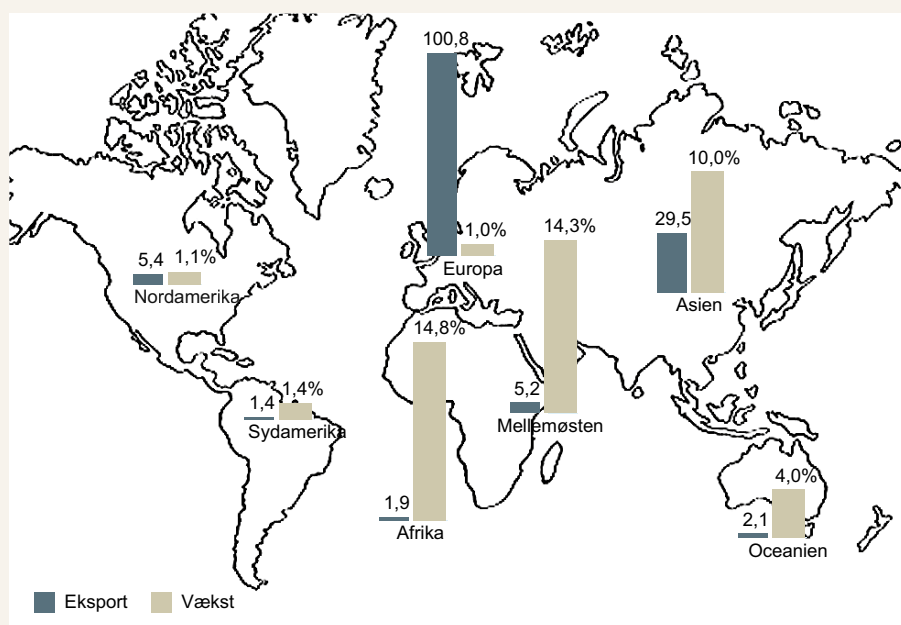 100,8
1,0%
Europa
10,0%
29,5
Asien
14,3%
5,2
Mellemøsten
5,4 1,1%
Nordamerika
14,8%
1,9
Afrika
1,4 1,4%
Sydamerika
4,0%
2,1
Oceanien
Eksport Vækst